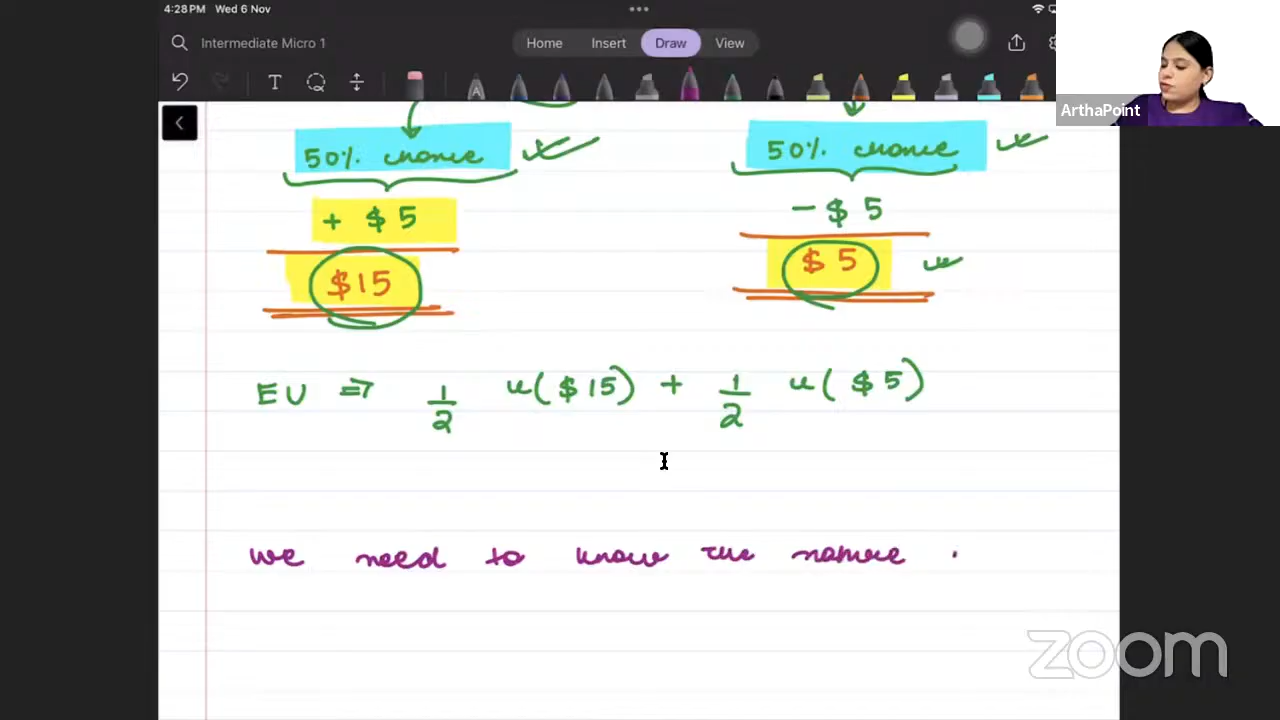 4:28 PM Wed 6 Nov
Intermediate Micro 1
Home Insert Draw View
T
A
ArthaPoint
50% chance
50% chance
+ $ 5
- $ 5
$15
$ 5
EU ⇒ 1/2 u($15) + 1/2 u($5)
we need to know the nature
zoom